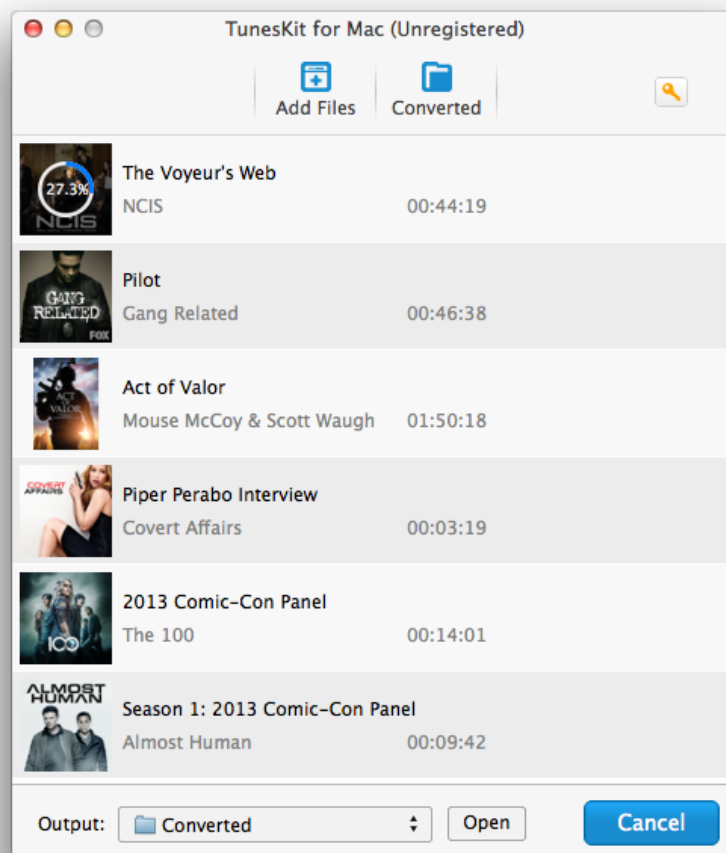 TunesKit for Mac (Unregistered)
Add Files
Converted
27.3%
NCIS
The Voyeur's Web
NCIS
00:44:19
GANG
RELATED
FOX
Pilot
Gang Related
00:46:38
ACT
OF
VALOR
Act of Valor
Mouse McCoy & Scott Waugh
01:50:18
COVERT
AFFAIRS
Piper Perabo Interview
Covert Affairs
00:03:19
100
2013 Comic-Con Panel
The 100
00:14:01
ALMOST
HUMAN
Season 1: 2013 Comic-Con Panel
Almost Human
00:09:42
Output:
Converted
Open
Cancel